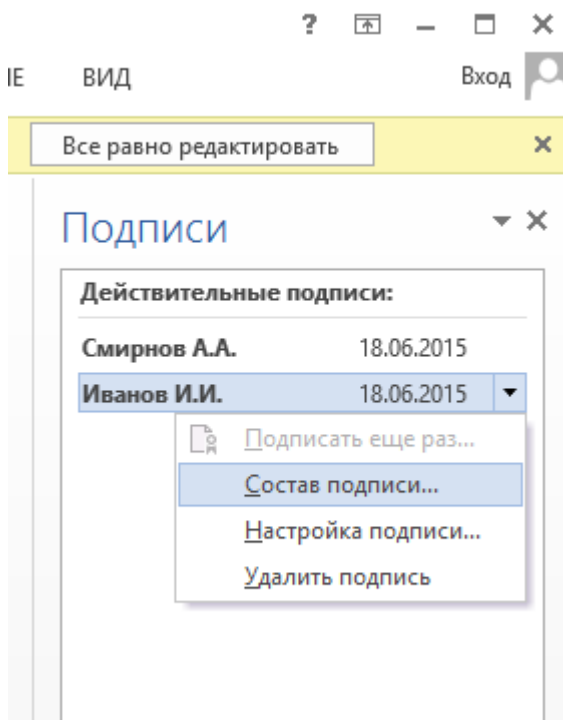 ?
IE ВИД Вход
Все равно редактировать
Подписи
Действительные подписи:
Смирнов А.А. 18.06.2015
Иванов И.И. 18.06.2015
Подписать еще раз...
Состав подписи...
Настройка подписи...
Удалить подпись